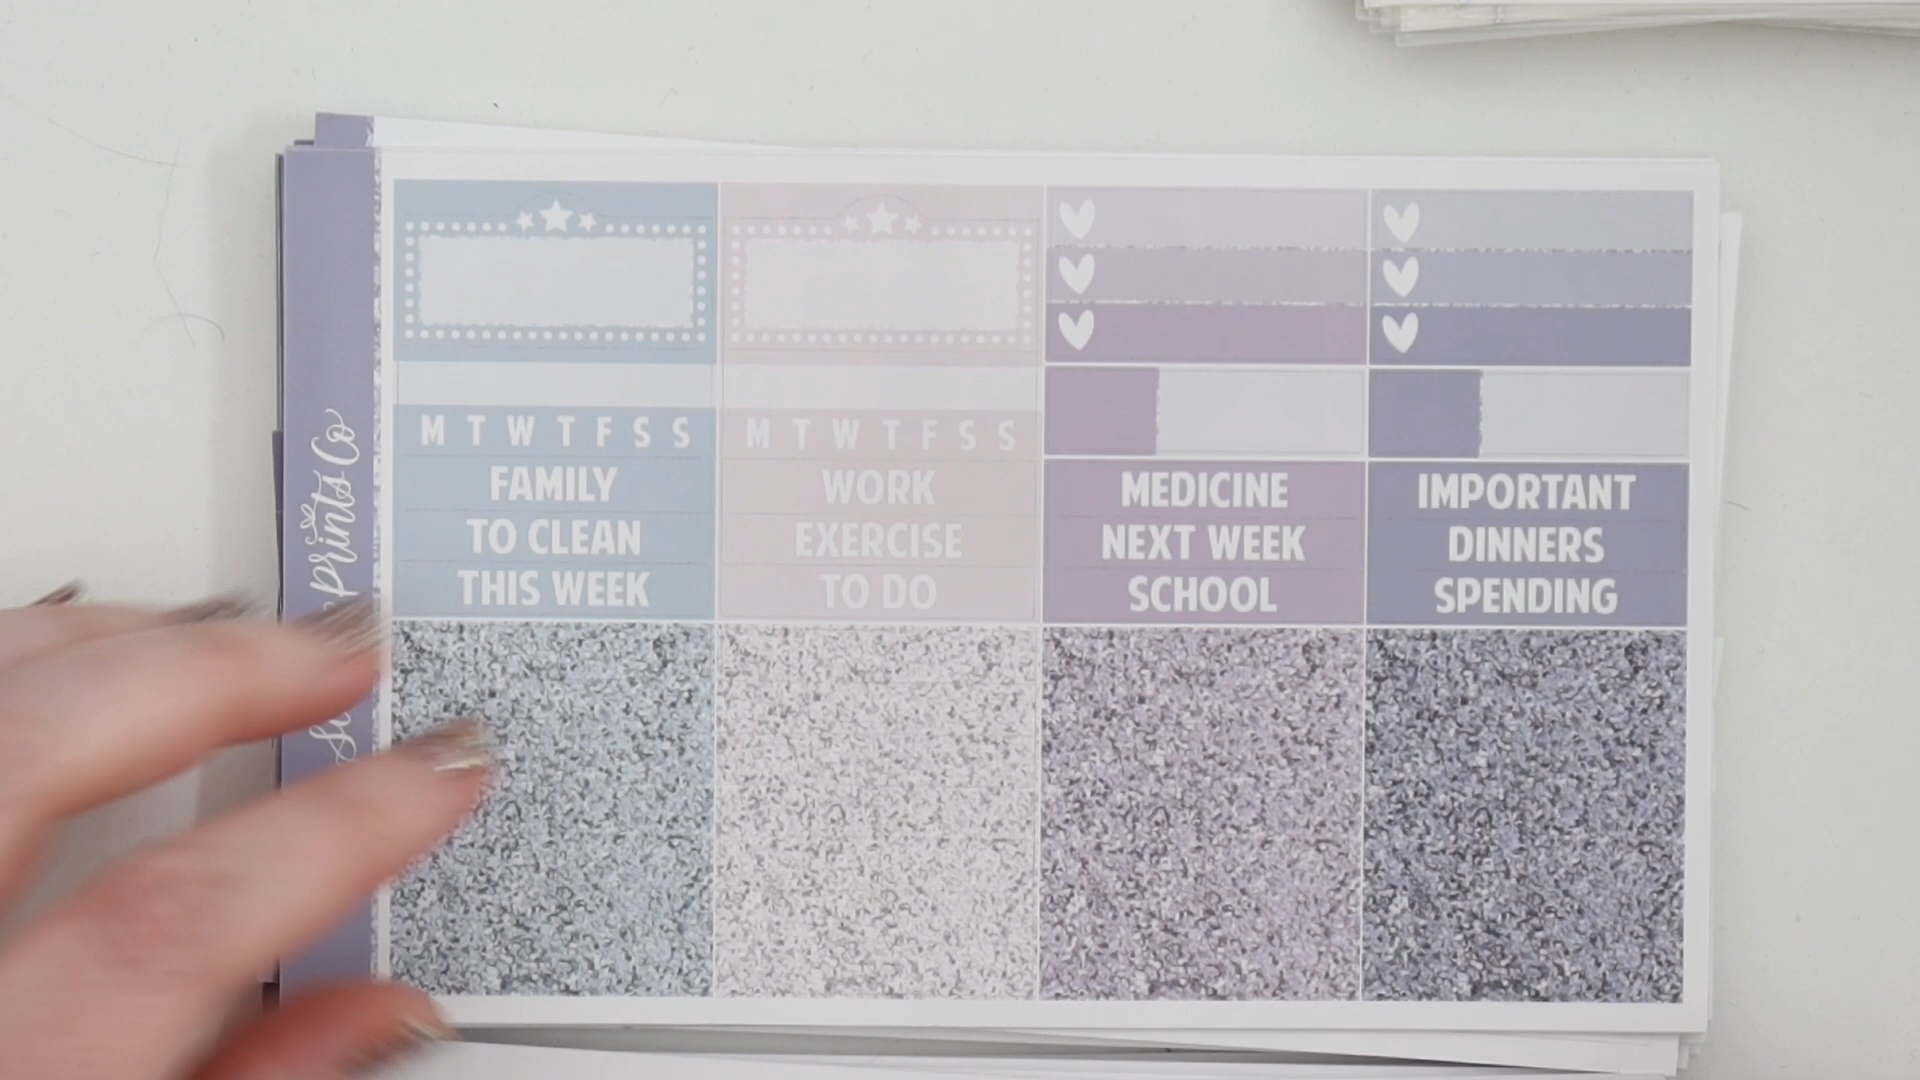 Prints Co
M T W T F S S
FAMILY
TO CLEAN
THIS WEEK
M T W T F S S
WORK
EXERCISE
TO DO
MEDICINE
NEXT WEEK
SCHOOL
IMPORTANT
DINNERS
SPENDING